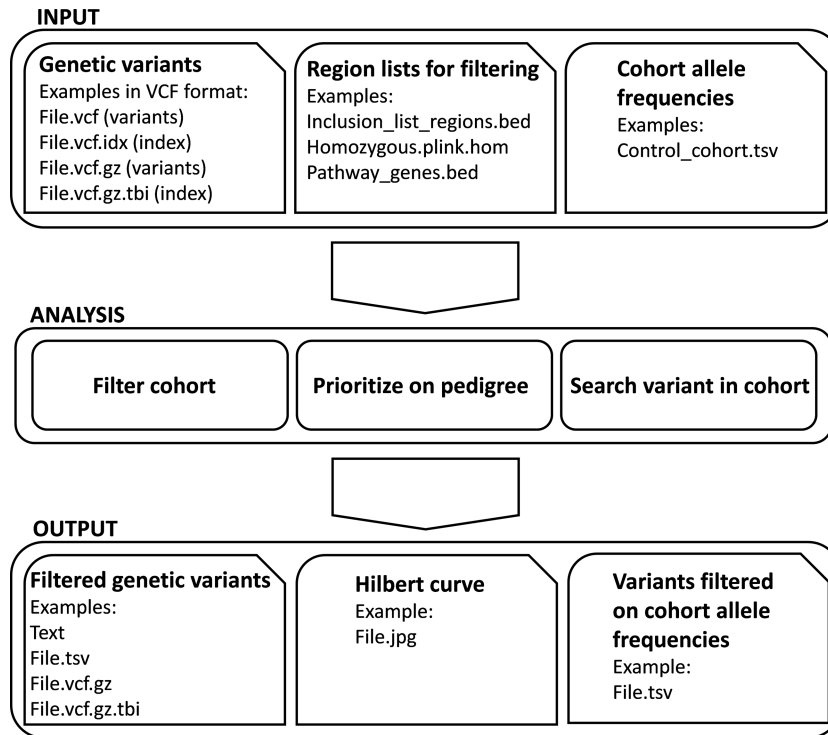 INPUT
Genetic variants
Examples in VCF format:
File.vcf (variants)
File.vcf.idx (index)
File.vcf.gz (variants)
File.vcf.gz.tbi (index)
Region lists for filtering
Examples:
Inclusion_list_regions.bed
Homozygous.plink.hom
Pathway_genes.bed
Cohort allele
frequencies
Examples:
Control_cohort.tsv
ANALYSIS
Filter cohort
Prioritize on pedigree
Search variant in cohort
OUTPUT
Filtered genetic variants
Examples:
Text
File.tsv
File.vcf.gz
File.vcf.gz.tbi
Hilbert curve
Example:
File.jpg
Variants filtered
on cohort allele
frequencies
Example:
File.tsv